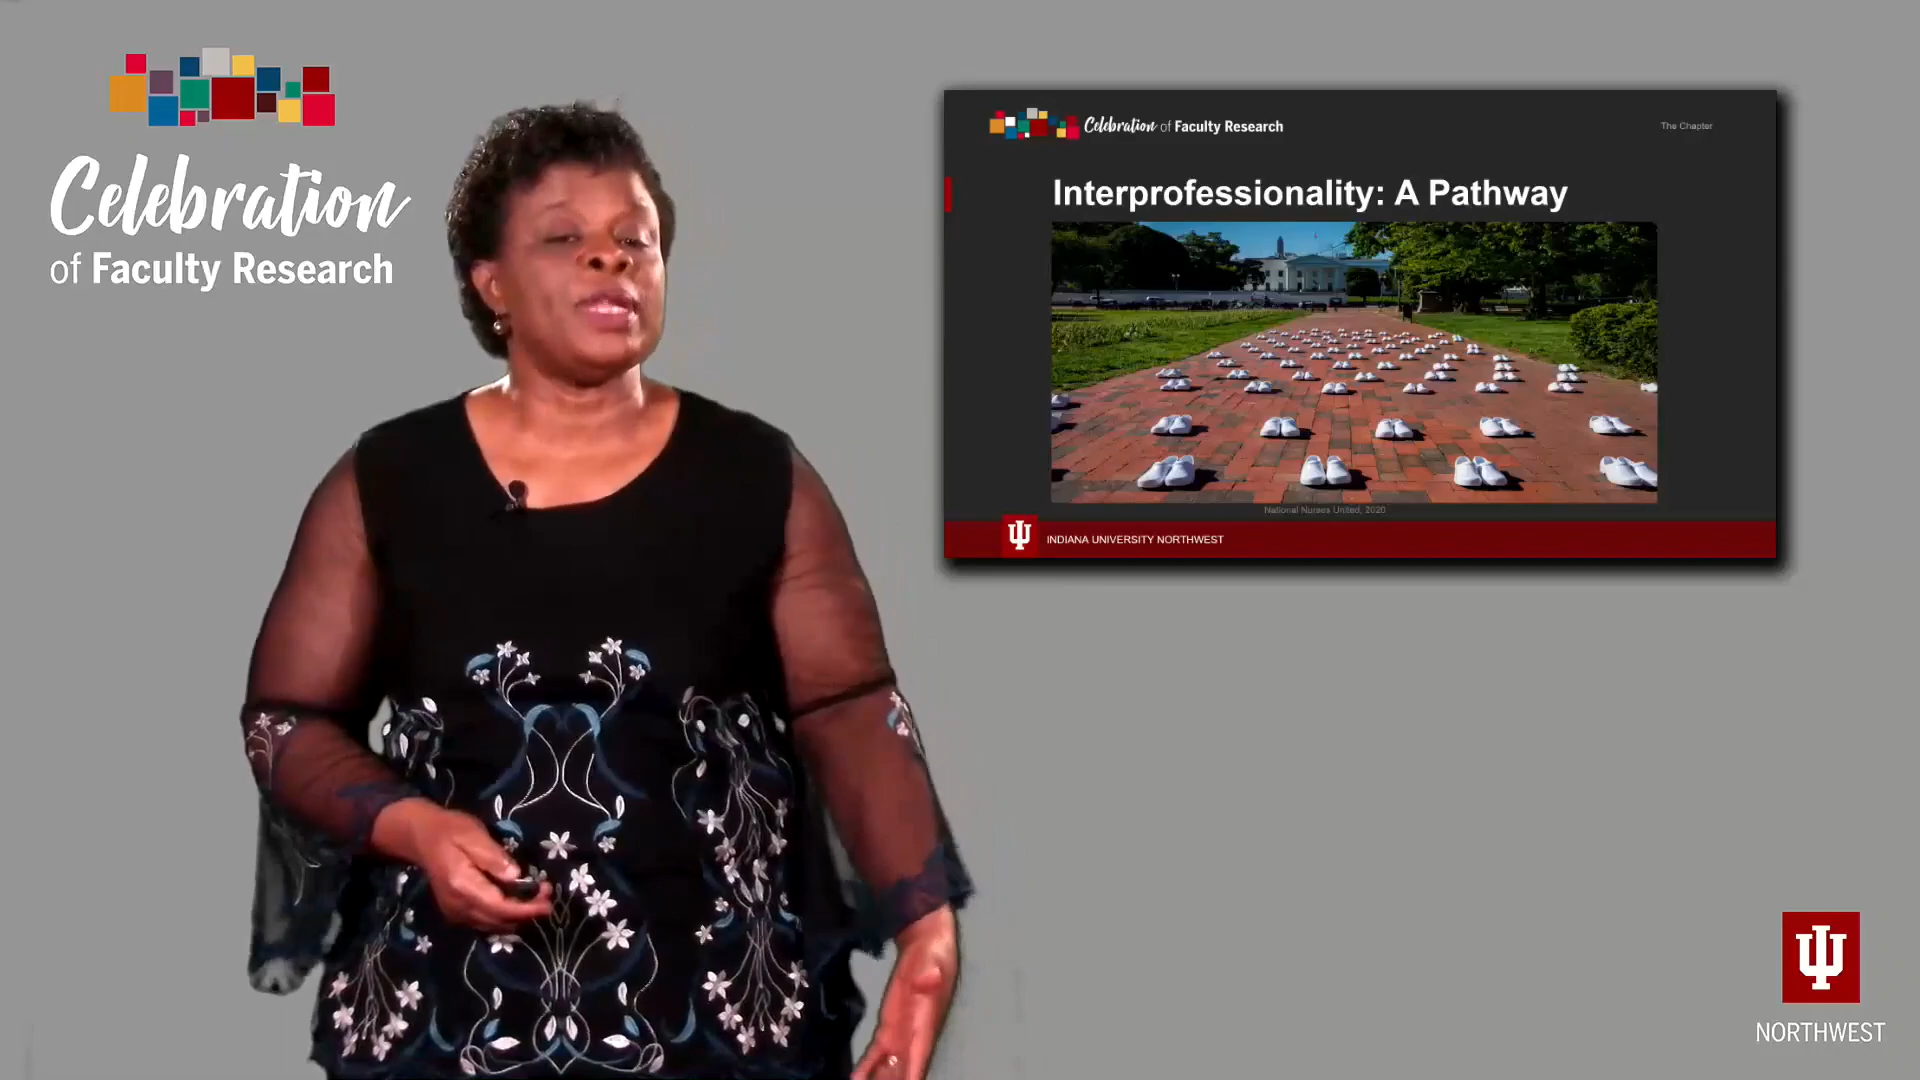 Celebration
of Faculty Research
Celebration of Faculty Research
The Chapter
Interprofessionality: A Pathway
National Nurses United, 2020
INDIANA UNIVERSITY NORTHWEST
NORTHWEST